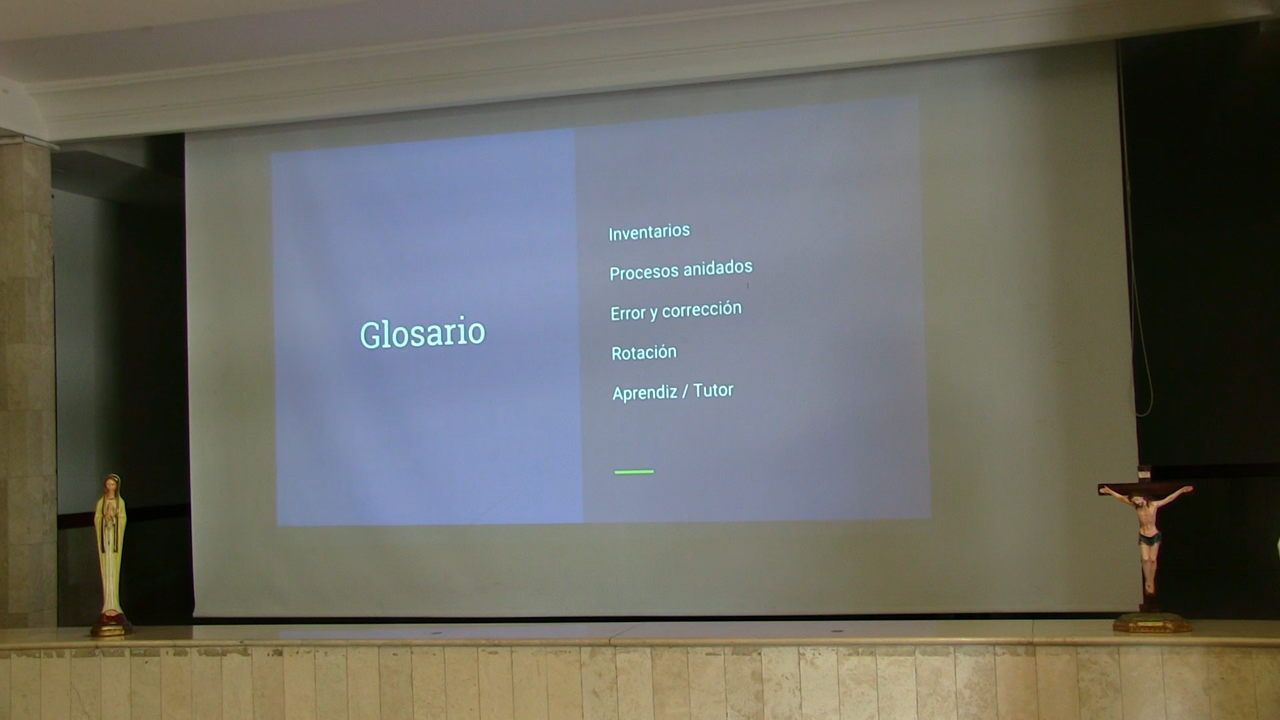 Glosario
Inventarios
Procesos anidados
Error y corrección
Rotación
Aprendiz / Tutor